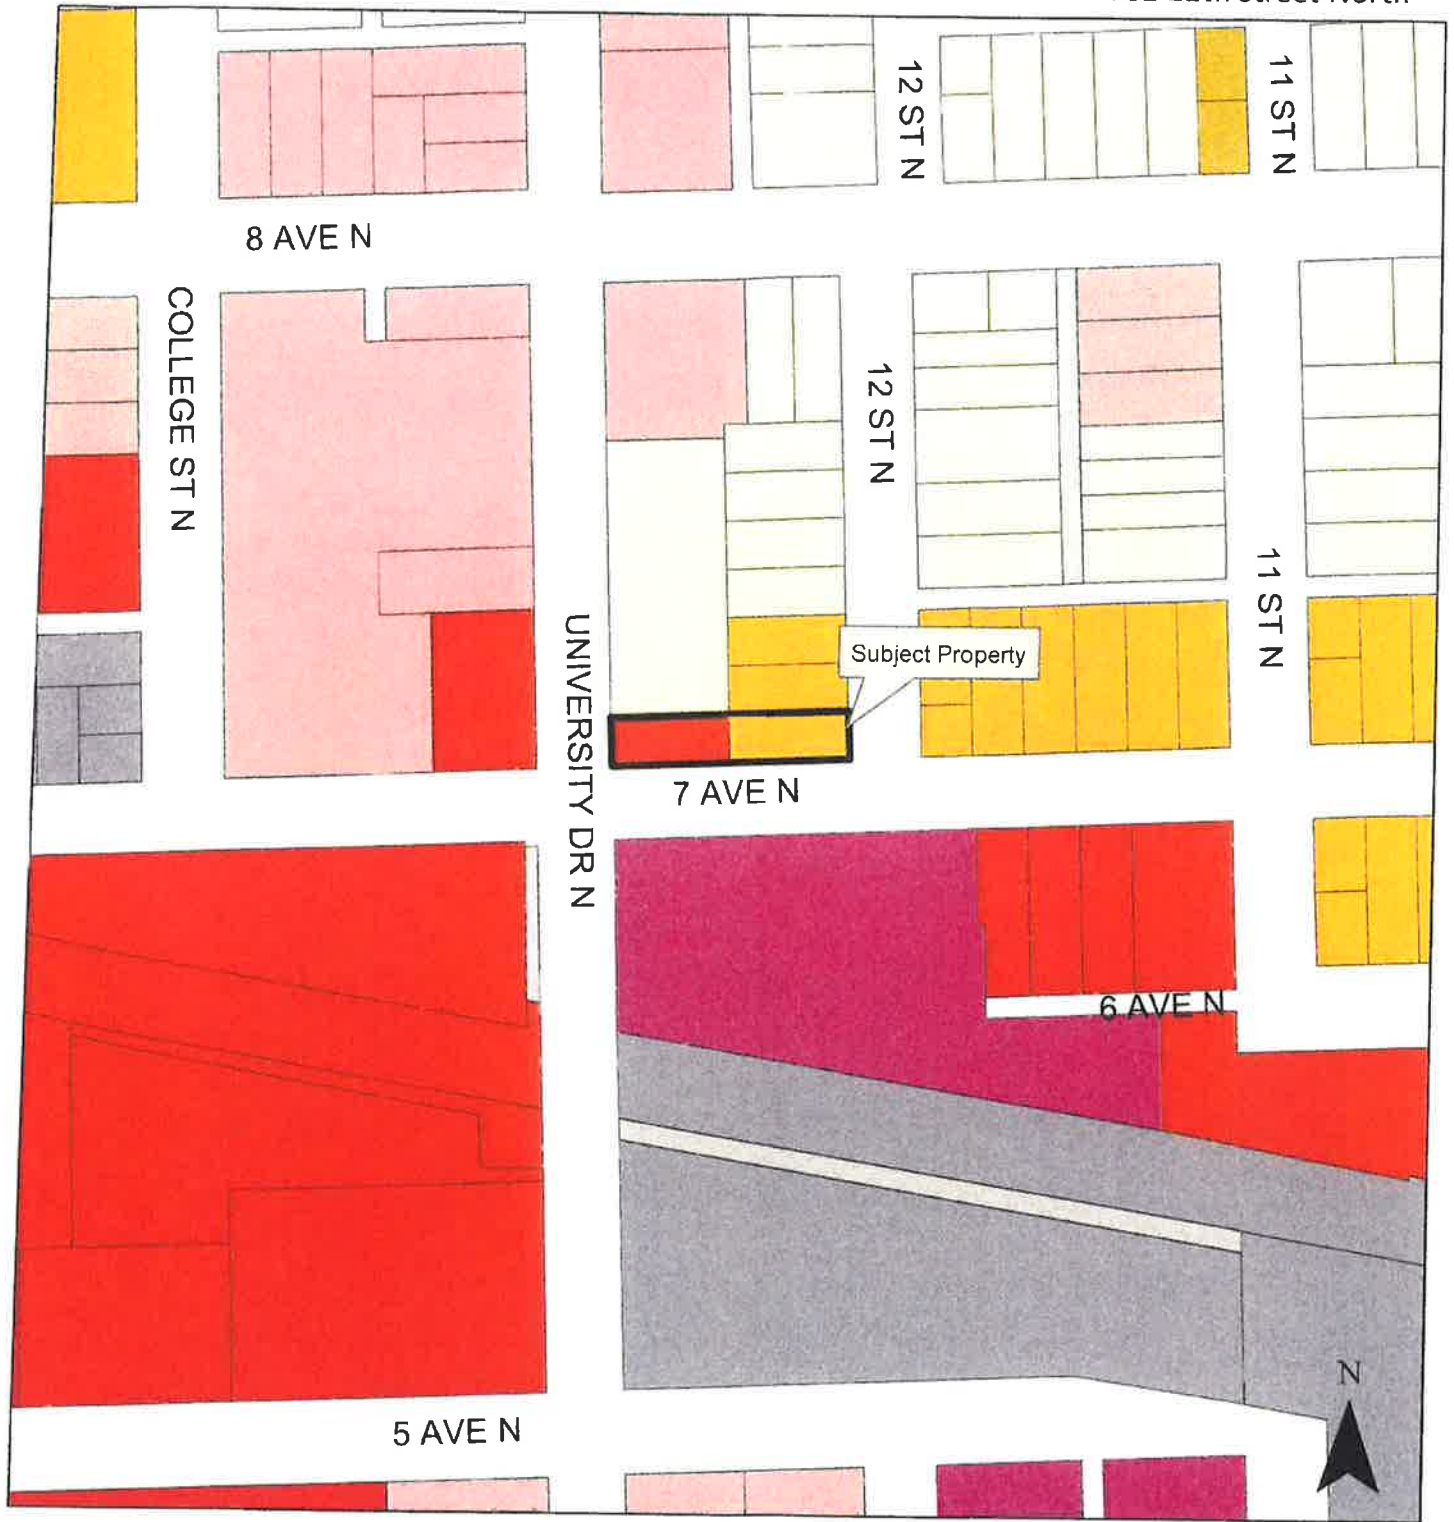 12 ST N
11 ST N
8 AVE N
COLLEGE ST N
12 ST N
11 ST N
UNIVERSITY DR N
Subject Property
7 AVE N
6 AVE N
5 AVE N
N